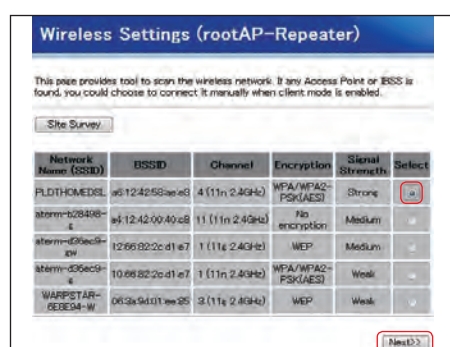 Wireless Settings (rootAP-Repeater)
This page provides tool to scan the wireless network. If any Access Point or IBSS is
found, you could choose to connect it manually when client mode is enabled.
Site Survey
Network Name (SSID) BSSID Channel Encryption Signal Strength Select
PLDTHOMEDSL 4 (11n 2.4GHz) WPA/WPA2-PSK(AES) Strong
11 (11n 2.4GHz) No encryption Medium
1 (11g 2.4GHz) WEP Medium
1 (11n 2.4GHz) WPA/WPA2-PSK(AES) Weak
WARPSTAR-6E8E94-W 3 (11g 2.4GHz) WEP Weak
Next>>